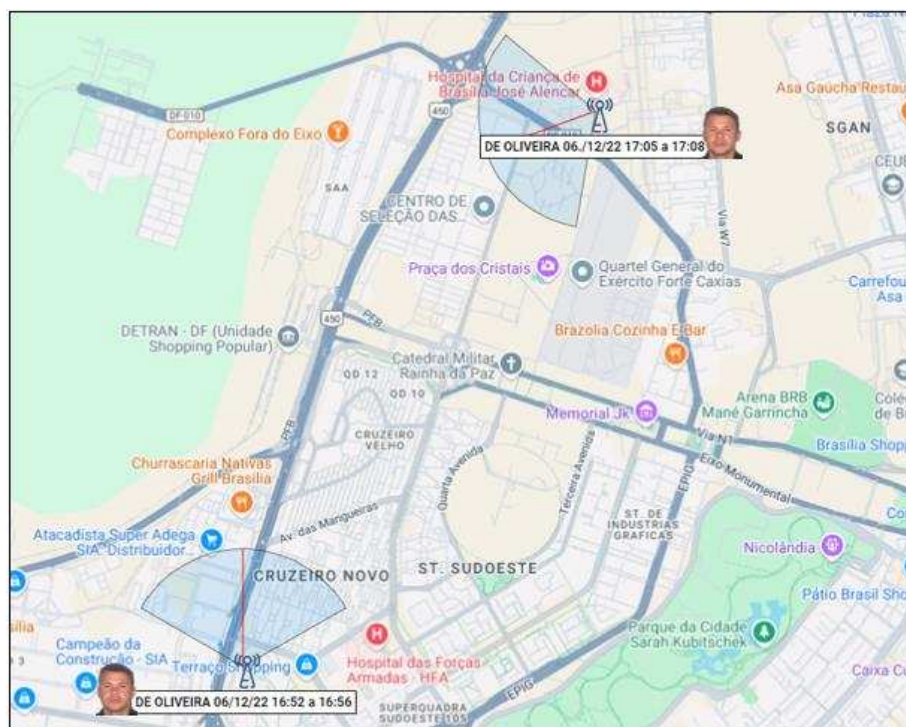 Hospital da Criança de
Brasília José Alencar
Asa Gaúcha Restau
DF-010
450
Complexo Fora do Eixo
DE OLIVEIRA 06./12/22 17:05 a 17:08
SGAN
SAA
CENTRO DE
SELEÇÃO DAS...
Via W7
Praça dos Cristais
Quartel General do
Exército Forte Caxias
Carrefou
Asa
450
PFB
DETRAN - DF (Unidade
Shopping Popular)
Brazolia Cozinha E Bar
Catedral Militar
Rainha da Paz
QD 12
QD 10
Arena BRB
Mané Garrincha
Memorial Jk
CRUZEIRO
VELHO
PFB
Via N1
Brasília Shopp
Quarta Avenida
Terceira Avenida
EPIG
Eixo Monumental
Churrascaria Nativas
Grill Brasília
Av. das Mangueiras
ST. DE
INDUSTRIAS
GRAFICAS
Atacadista Super Adega
SIA. Distribuidor...
Nicolândia
CRUZEIRO NOVO
ST. SUDOESTE
Pátio Brasil Sho
Parque da Cidade
Sarah Kubitschek
Campeão da
Construção - SIA
Terraço Shopping
Hospital das Forças
Armadas - HFA
Caixa Cu
EPIG
DE OLIVEIRA 06/12/22 16:52 a 16:56
SUPERQUADRA
SUDOESTE 105